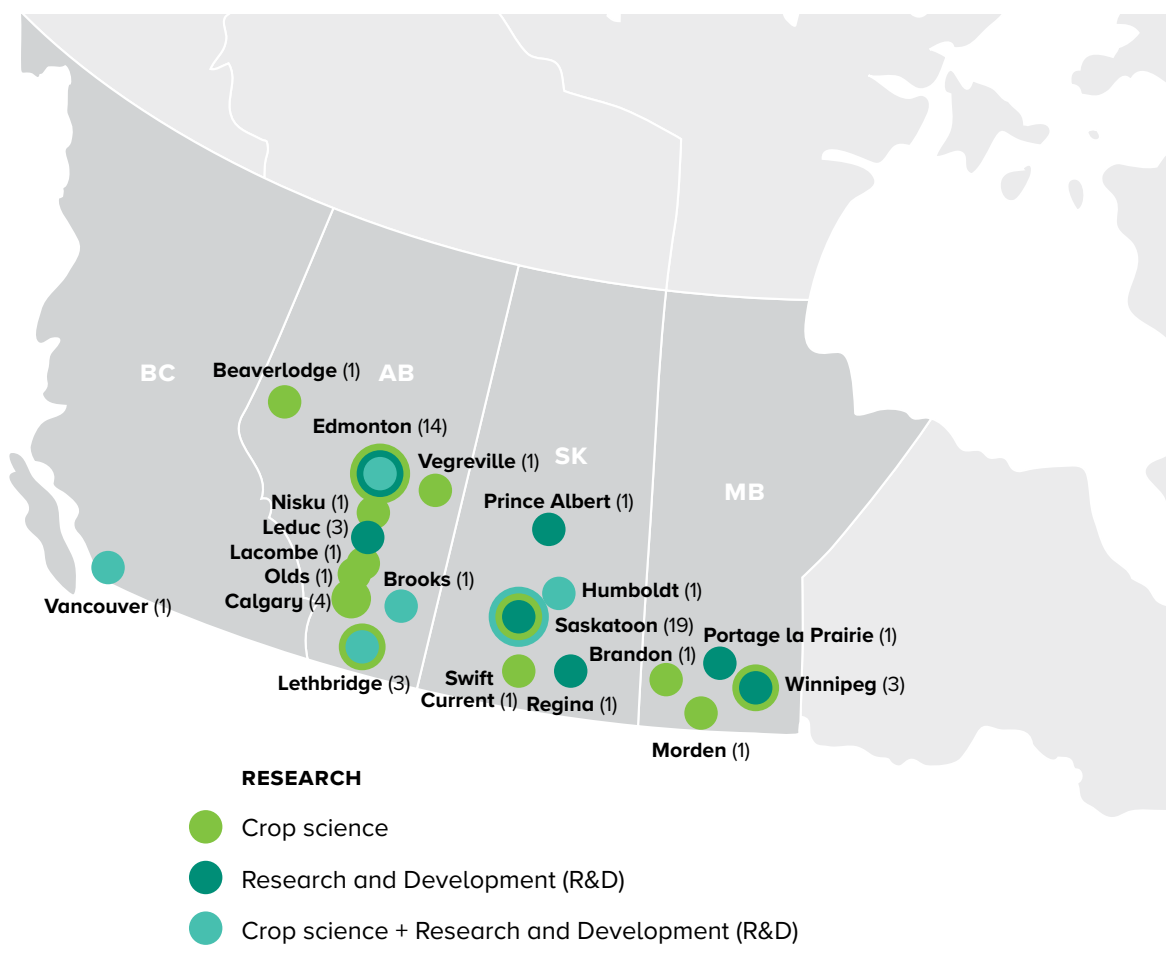 BC
AB
SK
MB
Beaverlodge (1)
Edmonton (14)
Vegreville (1)
Nisku (1)
Leduc (3)
Lacombe (1)
Olds (1)
Calgary (4)
Brooks (1)
Lethbridge (3)
Vancouver (1)
Prince Albert (1)
Humboldt (1)
Saskatoon (19)
Swift
Current (1)
Regina (1)
Portage la Prairie (1)
Brandon (1)
Winnipeg (3)
Morden (1)
RESEARCH
Crop science
Research and Development (R&D)
Crop science + Research and Development (R&D)